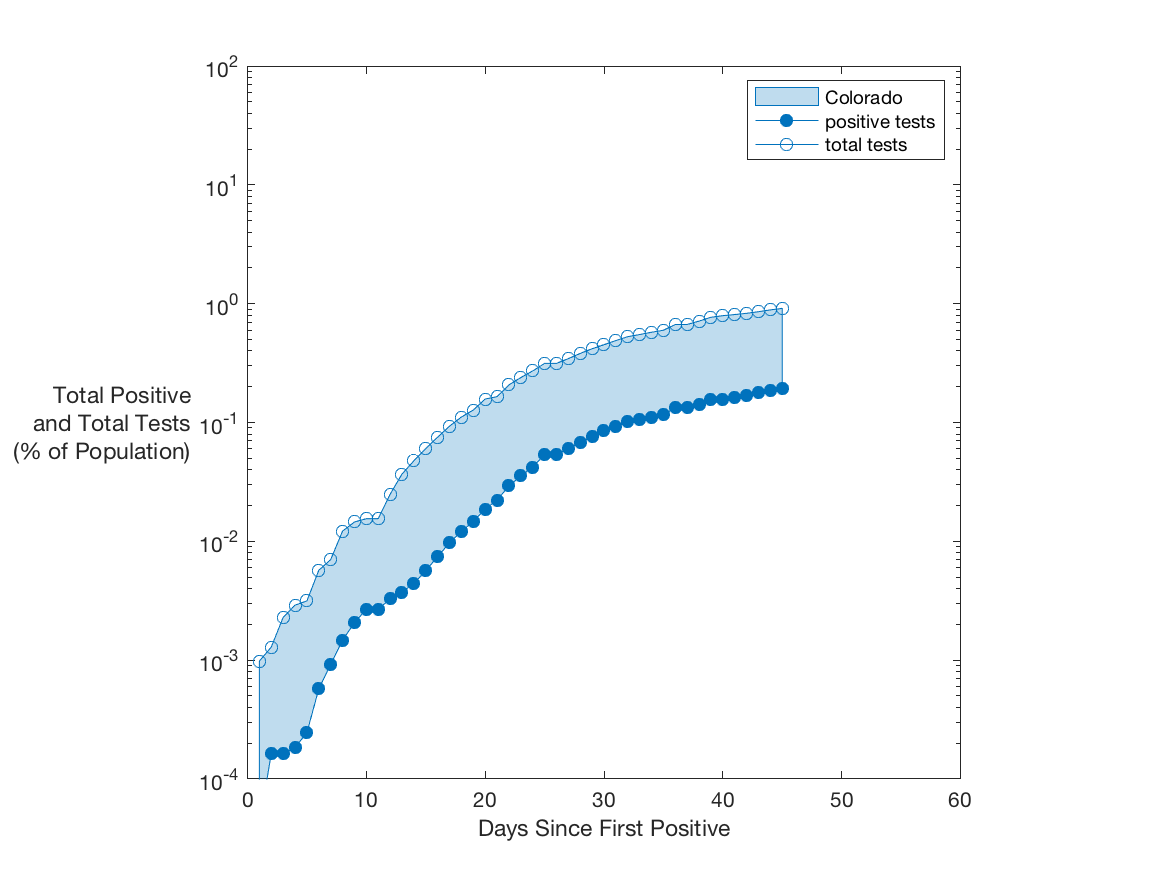 10^2
10^1
10^0
10^-1
10^-2
10^-3
10^-4
Total Positive
and Total Tests
(% of Population)
Colorado
positive tests
total tests
0 10 20 30 40 50 60
Days Since First Positive